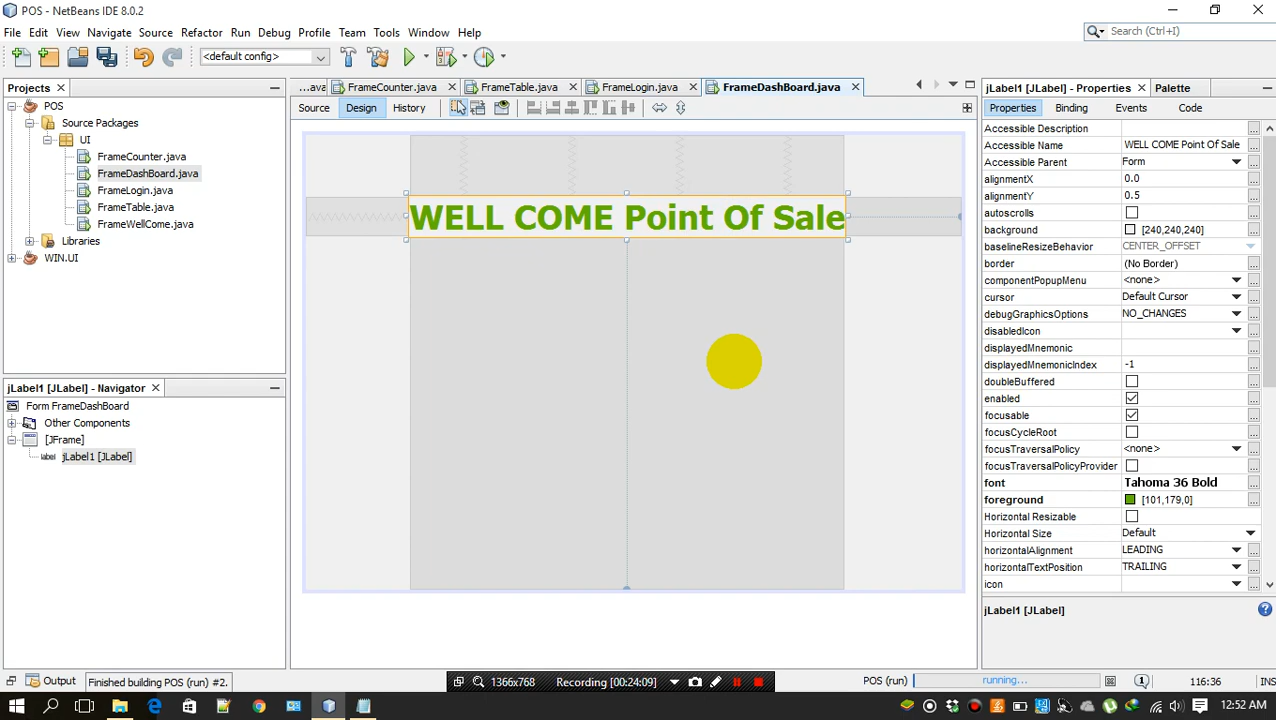 POS - NetBeans IDE 8.0.2
File Edit View Navigate Source Refactor Run Debug Profile Team Tools Window Help
Search (Ctrl+I)
<default config>
Projects
...ava
FrameCounter.java
FrameTable.java
FrameLogin.java
FrameDashBoard.java
Source Design History
POS
Source Packages
UI
FrameCounter.java
FrameDashBoard.java
FrameLogin.java
FrameTable.java
FrameWellCome.java
Libraries
WIN.UI
WELL COME Point Of Sale
jLabel1 [JLabel] - Navigator
Form FrameDashBoard
Other Components
[JFrame]
label jLabel1 [JLabel]
jLabel1 [JLabel] - Properties
Palette
Properties Binding Events Code
Accessible Description ...
Accessible Name WELL COME Point Of Sale ...
Accessible Parent Form ...
alignmentX 0.0 ...
alignmentY 0.5 ...
autoscrolls ...
background [240,240,240] ...
baselineResizeBehavior CENTER_OFFSET
border (No Border) ...
componentPopupMenu <none> ...
cursor Default Cursor ...
debugGraphicsOptions NO_CHANGES ...
disabledIcon ...
displayedMnemonic ...
displayedMnemonicIndex -1 ...
doubleBuffered ...
enabled ...
focusable ...
focusCycleRoot ...
focusTraversalPolicy <none> ...
focusTraversalPolicyProvider ...
font Tahoma 36 Bold ...
foreground [101,179,0] ...
Horizontal Resizable
Horizontal Size Default
horizontalAlignment LEADING ...
horizontalTextPosition TRAILING ...
icon ...
jLabel1 [JLabel]
Output
Finished building POS (run) #2.
1366x768
Recording [00:24:09]
POS (run)
running...
1
116:36
INS
12:52 AM